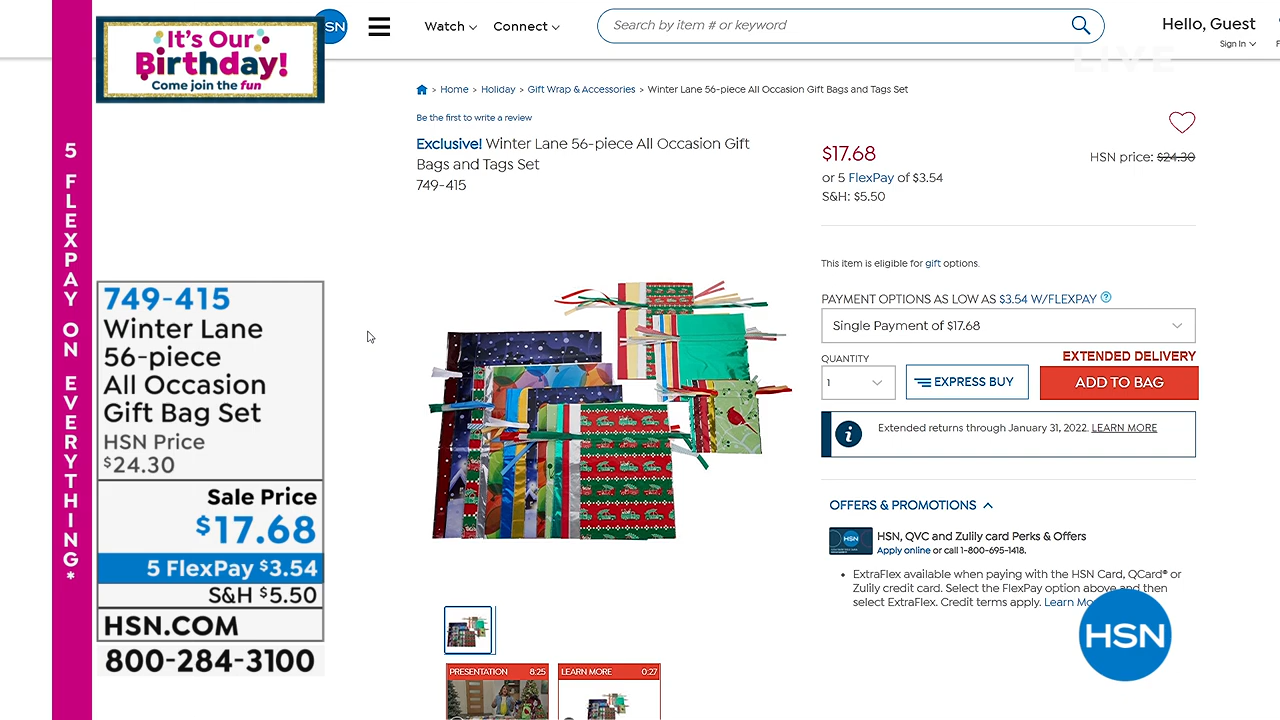 It's Our
Birthday!
Come join the fun
5 FLEXPAY ON EVERYTHING*
749-415
Winter Lane
56-piece
All Occasion
Gift Bag Set
HSN Price
$24.30
Sale Price
$17.68
5 FlexPay $3.54
S&H $5.50
HSN.COM
800-284-3100
SN
Watch
Connect
Search by item # or keyword
Hello, Guest
Sign In
LIVE
> Home > Holiday > Gift Wrap & Accessories > Winter Lane 56-piece All Occasion Gift Bags and Tags Set
Be the first to write a review
Exclusive! Winter Lane 56-piece All Occasion Gift
Bags and Tags Set
749-415
$17.68
HSN price: $24.30
or 5 FlexPay of $3.54
S&H: $5.50
This item is eligible for gift options.
PAYMENT OPTIONS AS LOW AS $3.54 W/FLEXPAY ?
Single Payment of $17.68
QUANTITY
EXTENDED DELIVERY
1
EXPRESS BUY
ADD TO BAG
Extended returns through January 31, 2022. LEARN MORE
OFFERS & PROMOTIONS
HSN
HSN, QVC and Zulily card Perks & Offers
Apply online or call 1-800-695-1418.
• ExtraFlex available when paying with the HSN Card, QCard® or
Zulily credit card. Select the FlexPay option above and then
select ExtraFlex. Credit terms apply. Learn Mo
HSN
PRESENTATION 8:25
LEARN MORE 0:27